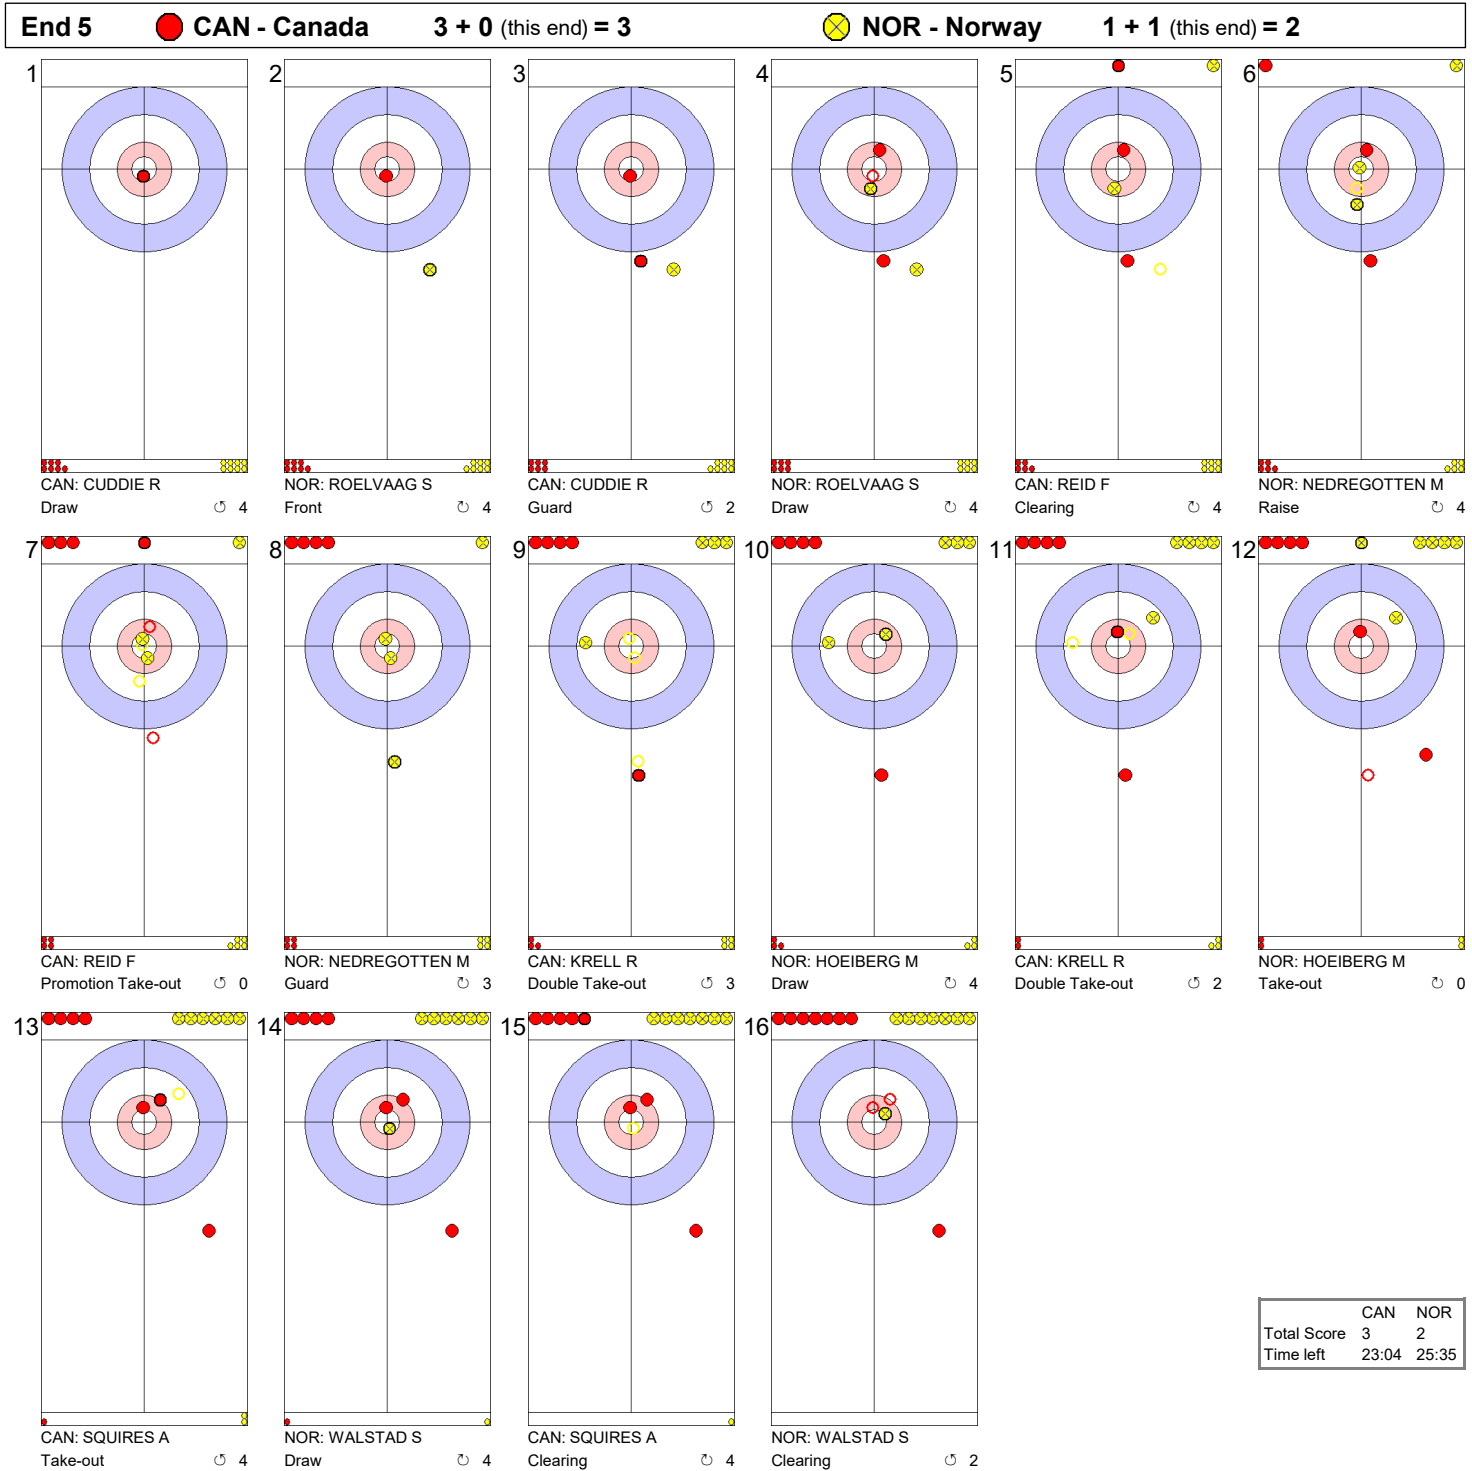 End 5 CAN - Canada 3 + 0 (this end) = 3 NOR - Norway 1 + 1 (this end) = 2
1 2 3 4 5 6
CAN: CUDDIE R NOR: ROELVAAG S CAN: CUDDIE R NOR: ROELVAAG S CAN: REID F NOR: NEDREGOTTEN M
Draw ↺ 4 Front ↻ 4 Guard ↺ 2 Draw ↻ 4 Clearing ↺ 4 Raise ↻ 4
7 8 9 10 11 12
CAN: REID F NOR: NEDREGOTTEN M CAN: KRELL R NOR: HOEIBERG M CAN: KRELL R NOR: HOEIBERG M
Promotion Take-out ↺ 0 Guard ↻ 3 Double Take-out ↺ 3 Draw ↻ 4 Double Take-out ↺ 2 Take-out ↻ 0
13 14 15 16
CAN NOR
Total Score 3 2
Time left 23:04 25:35
CAN: SQUIRES A NOR: WALSTAD S CAN: SQUIRES A NOR: WALSTAD S
Take-out ↺ 4 Draw ↺ 4 Clearing ↺ 4 Clearing ↻ 2